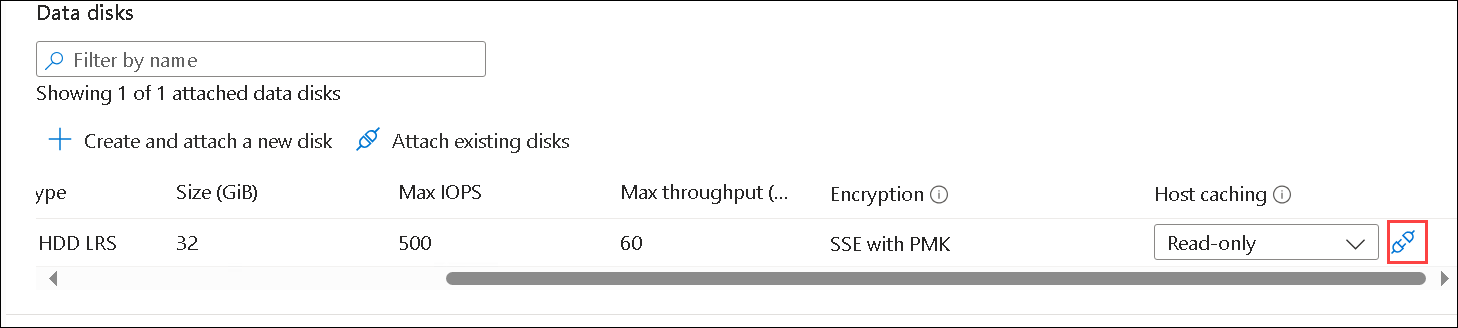 Data disks
Filter by name
Showing 1 of 1 attached data disks
Create and attach a new disk Attach existing disks
ype Size (GiB) Max IOPS Max throughput (... Encryption Host caching
HDD LRS 32 500 60 SSE with PMK Read-only